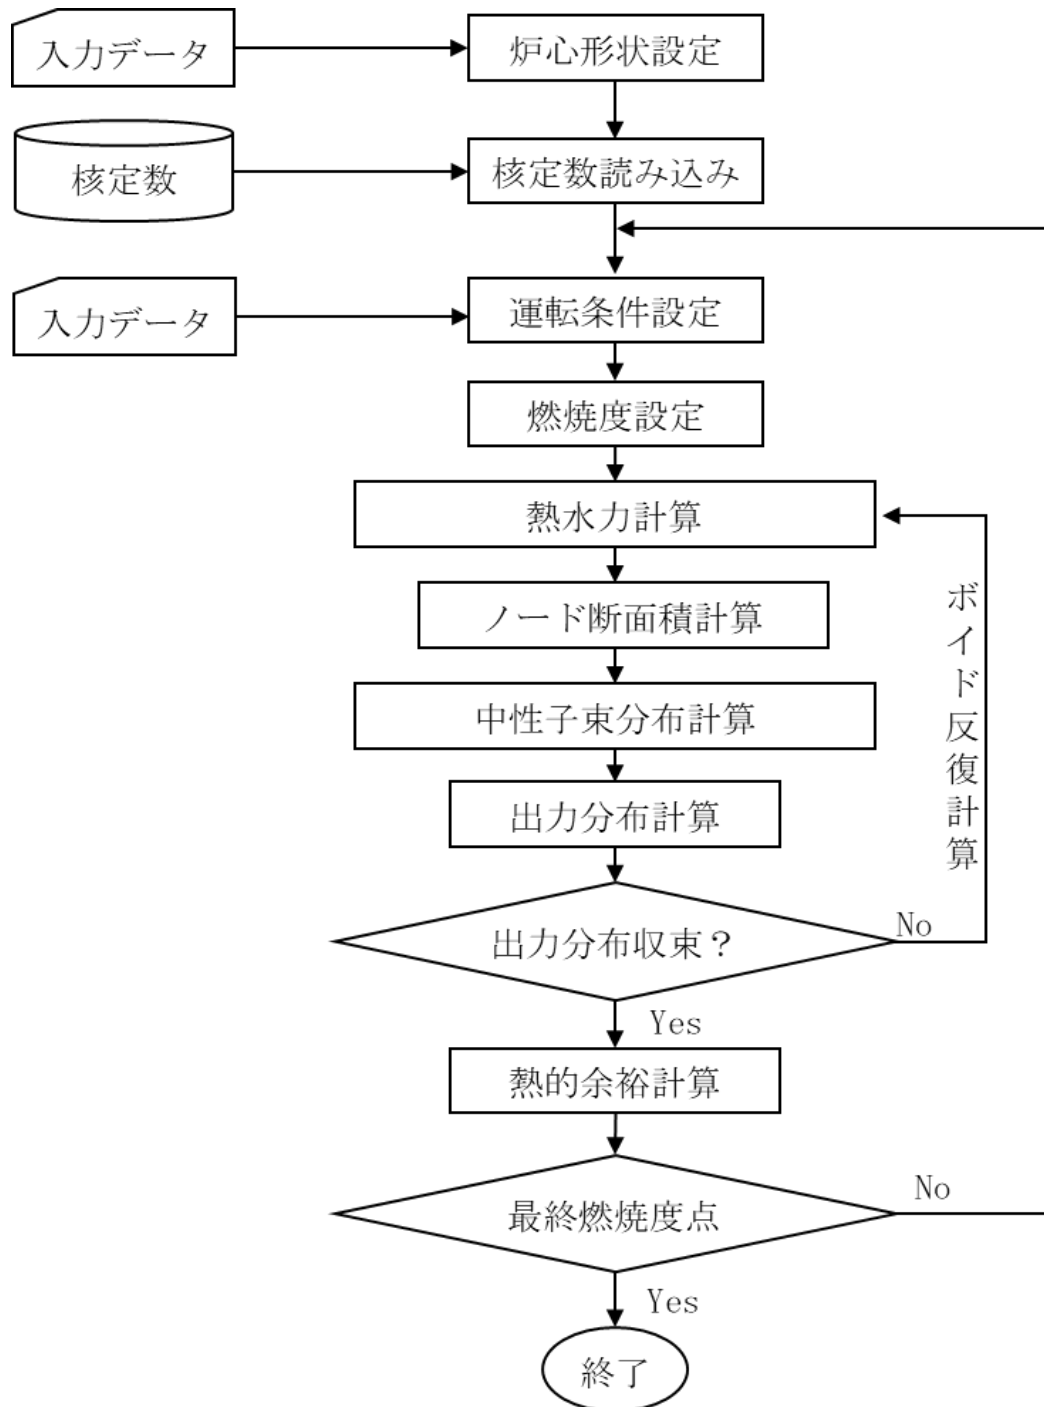 入力データ
炉心形状設定
核定数
核定数読み込み
入力データ
運転条件設定
燃焼度設定
熱水力計算
ノード断面積計算
中性子束分布計算
出力分布計算
ボイド反復計算
出力分布収束？
No
Yes
熱的余裕計算
最終燃焼度点
No
Yes
終了